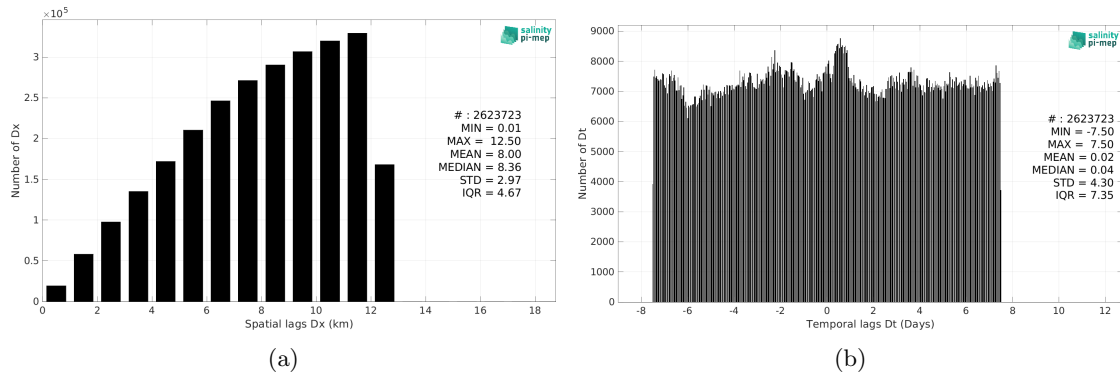 ×10⁵
3
2.5
2
1.5
1
0.5
0
0 2 4 6 8 10 12 14 16 18
Number of Dx
Spatial lags Dx (km)
salinity
pi-mep
# : 2623723
MIN = 0.01
MAX = 12.50
MEAN = 8.00
MEDIAN = 8.36
STD = 2.97
IQR = 4.67
(a)
9000
8000
7000
6000
5000
4000
3000
2000
1000
0
-8 -6 -4 -2 0 2 4 6 8 10 12
Number of Dt
Temporal lags Dt (Days)
salinity
pi-mep
# : 2623723
MIN = -7.50
MAX = 7.50
MEAN = 0.02
MEDIAN = 0.04
STD = 4.30
IQR = 7.35
(b)